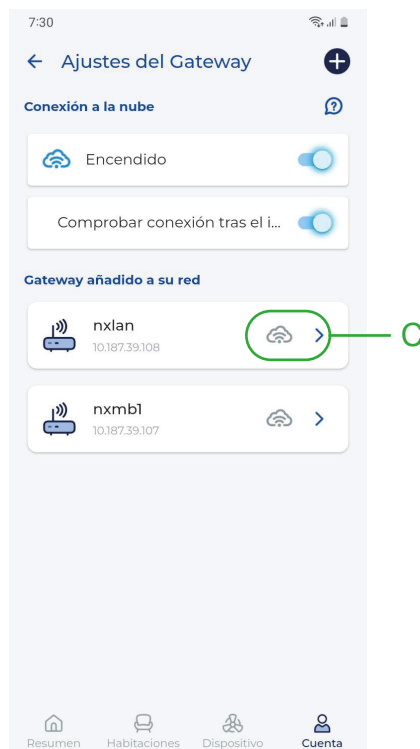 7:30
Ajustes del Gateway
Conexión a la nube
Encendido
Comprobar conexión tras el i...
Gateway añadido a su red
nxlan
10.187.39.108
C
nxmb1
10.187.39.107
Resumen Habitaciones Dispositivo Cuenta